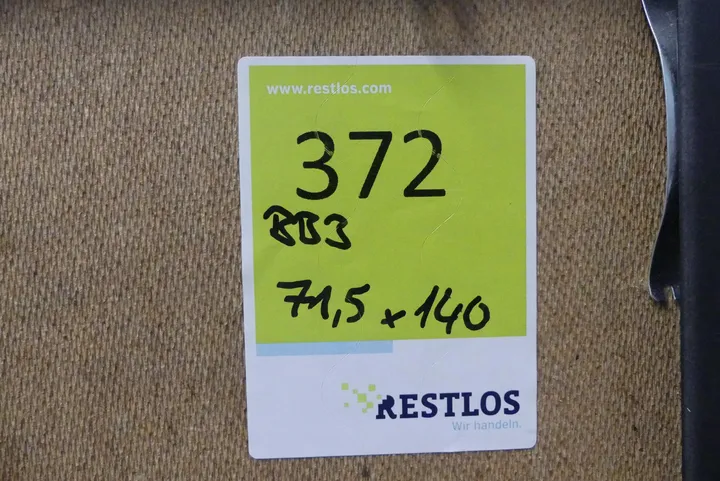 www.restlos.com
372
BB3
71,5 x 140
RESTLOS
Wir handeln.